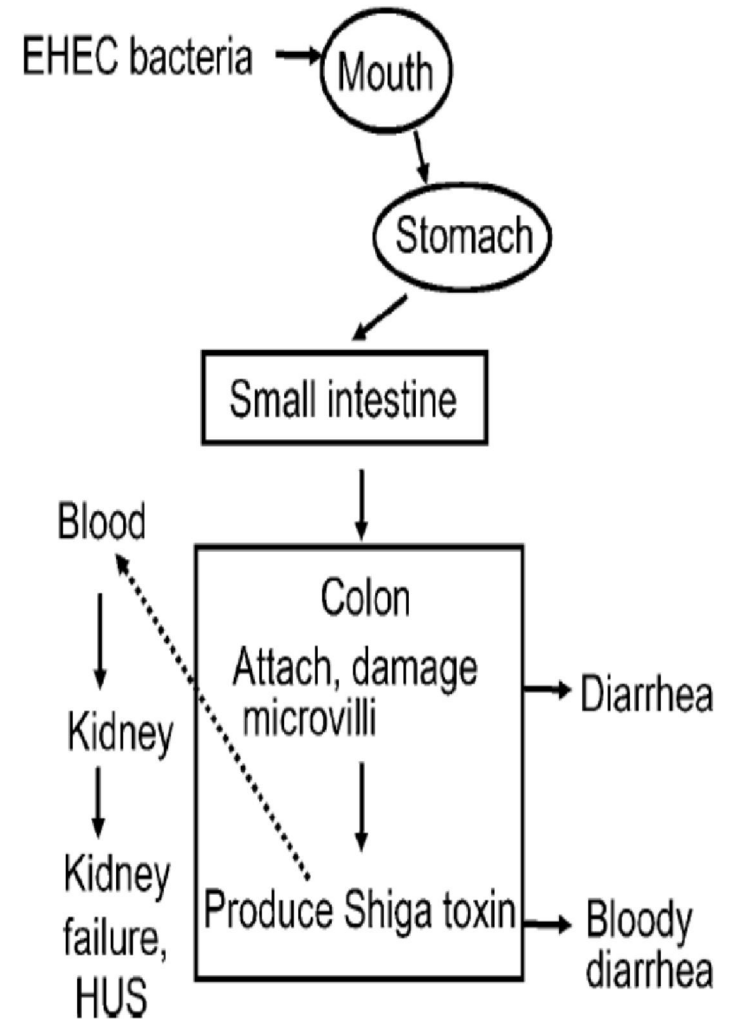 EHEC bacteria
Mouth
Stomach
Small intestine
Blood
Colon
Attach, damage
microvilli
Diarrhea
Kidney
Kidney
failure,
HUS
Produce Shiga toxin
Bloody
diarrhea